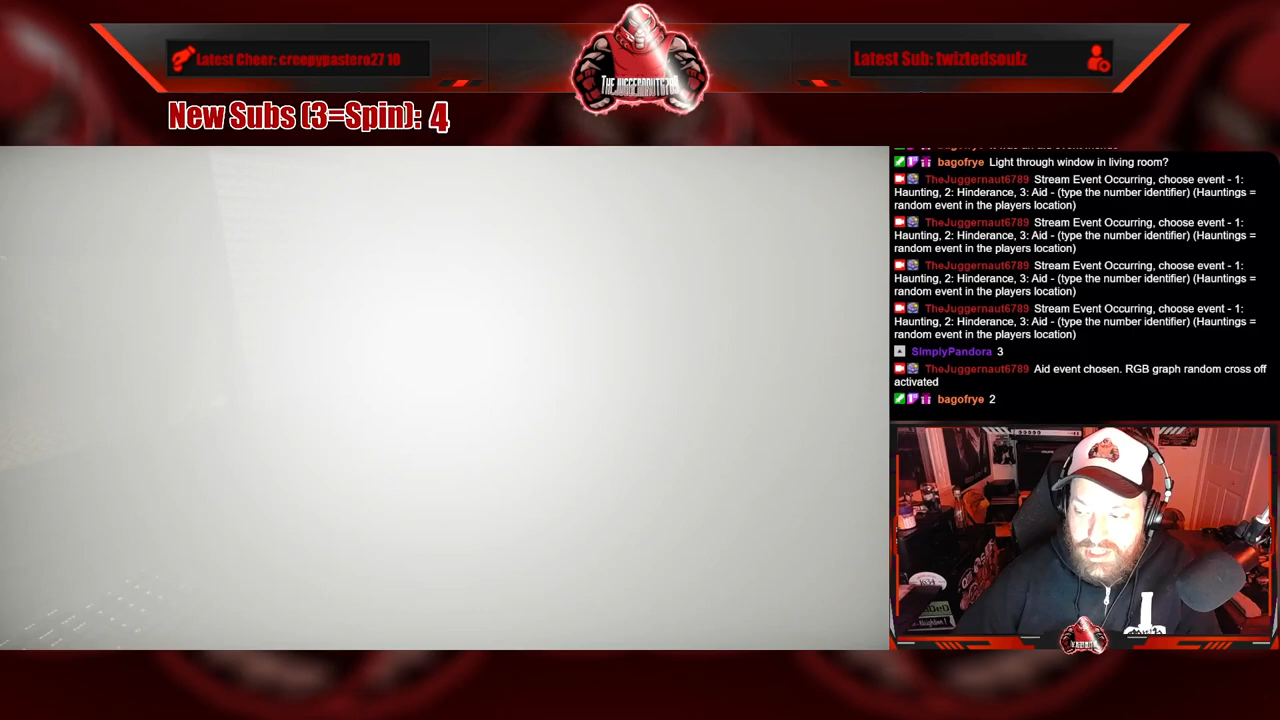 Latest Cheer: creepypastero27 10
THEJUGGERNAUT6789
Latest Sub: twiztedsoulz
New Subs (3=Spin): 4
bagofrye Light through window in living room?
TheJuggernaut6789 Stream Event Occurring, choose event - 1:
Haunting, 2: Hinderance, 3: Aid - (type the number identifier) (Hauntings =
random event in the players location)
TheJuggernaut6789 Stream Event Occurring, choose event - 1:
Haunting, 2: Hinderance, 3: Aid - (type the number identifier) (Hauntings =
random event in the players location)
TheJuggernaut6789 Stream Event Occurring, choose event - 1:
Haunting, 2: Hinderance, 3: Aid - (type the number identifier) (Hauntings =
random event in the players location)
TheJuggernaut6789 Stream Event Occurring, choose event - 1:
Haunting, 2: Hinderance, 3: Aid - (type the number identifier) (Hauntings =
random event in the players location)
SimplyPandora 3
TheJuggernaut6789 Aid event chosen. RGB graph random cross off
activated
bagofrye 2